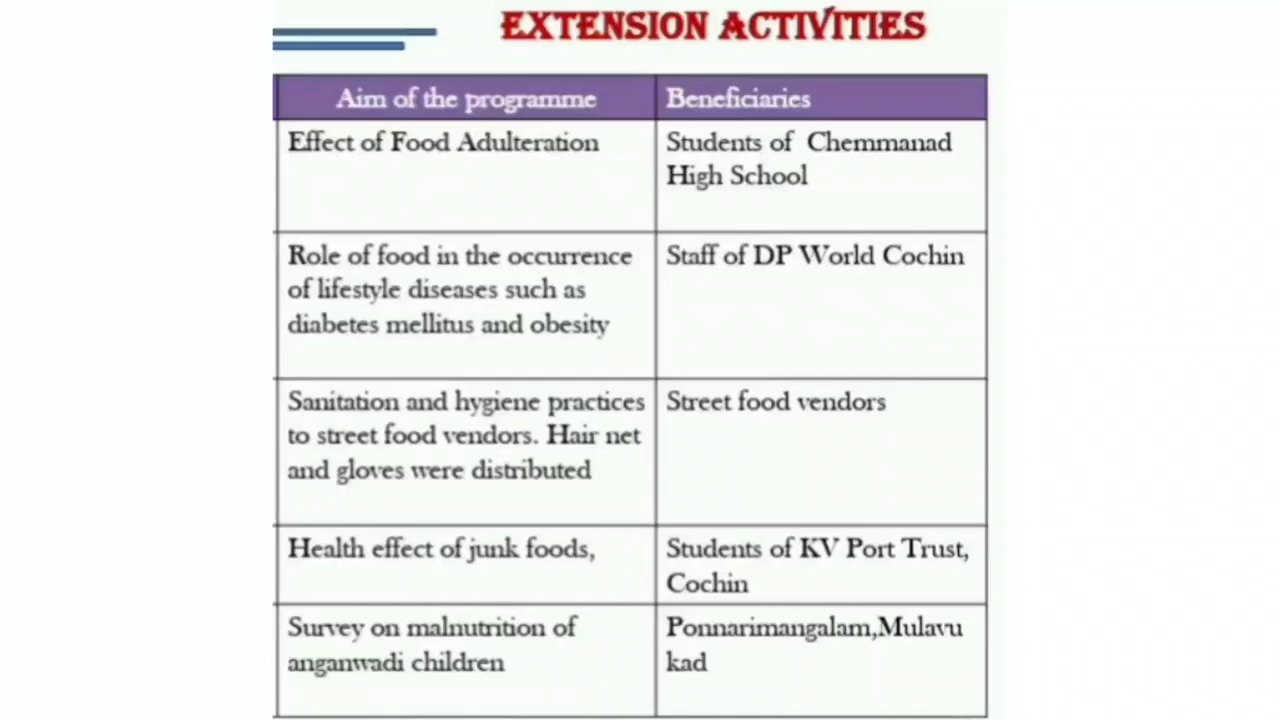 EXTENSION ACTIVITIES
Aim of the programme
Beneficiaries
Effect of Food Adulteration
Students of Chemmanad
High School
Role of food in the occurrence
of lifestyle diseases such as
diabetes mellitus and obesity
Staff of DP World Cochin
Sanitation and hygiene practices
to street food vendors. Hair net
and gloves were distributed
Street food vendors
Health effect of junk foods,
Students of KV Port Trust,
Cochin
Survey on malnutrition of
anganwadi children
Ponnarimangalam,Mulavu
kad